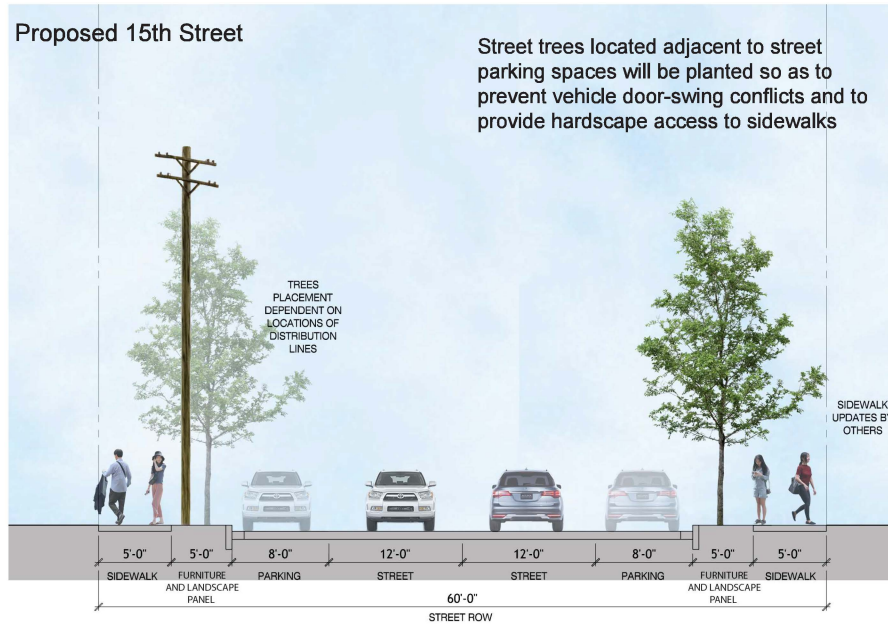 Proposed 15th Street
Street trees located adjacent to street
parking spaces will be planted so as to
prevent vehicle door-swing conflicts and to
provide hardscape access to sidewalks
TREES
PLACEMENT
DEPENDENT ON
LOCATIONS OF
DISTRIBUTION
LINES
SIDEWALK
UPDATES BY
OTHERS
5'-0" 5'-0" 8'-0" 12'-0" 12'-0" 8'-0" 5'-0" 5'-0"
SIDEWALK FURNITURE AND LANDSCAPE PANEL PARKING STREET STREET PARKING FURNITURE AND LANDSCAPE PANEL SIDEWALK
60'-0"
STREET ROW